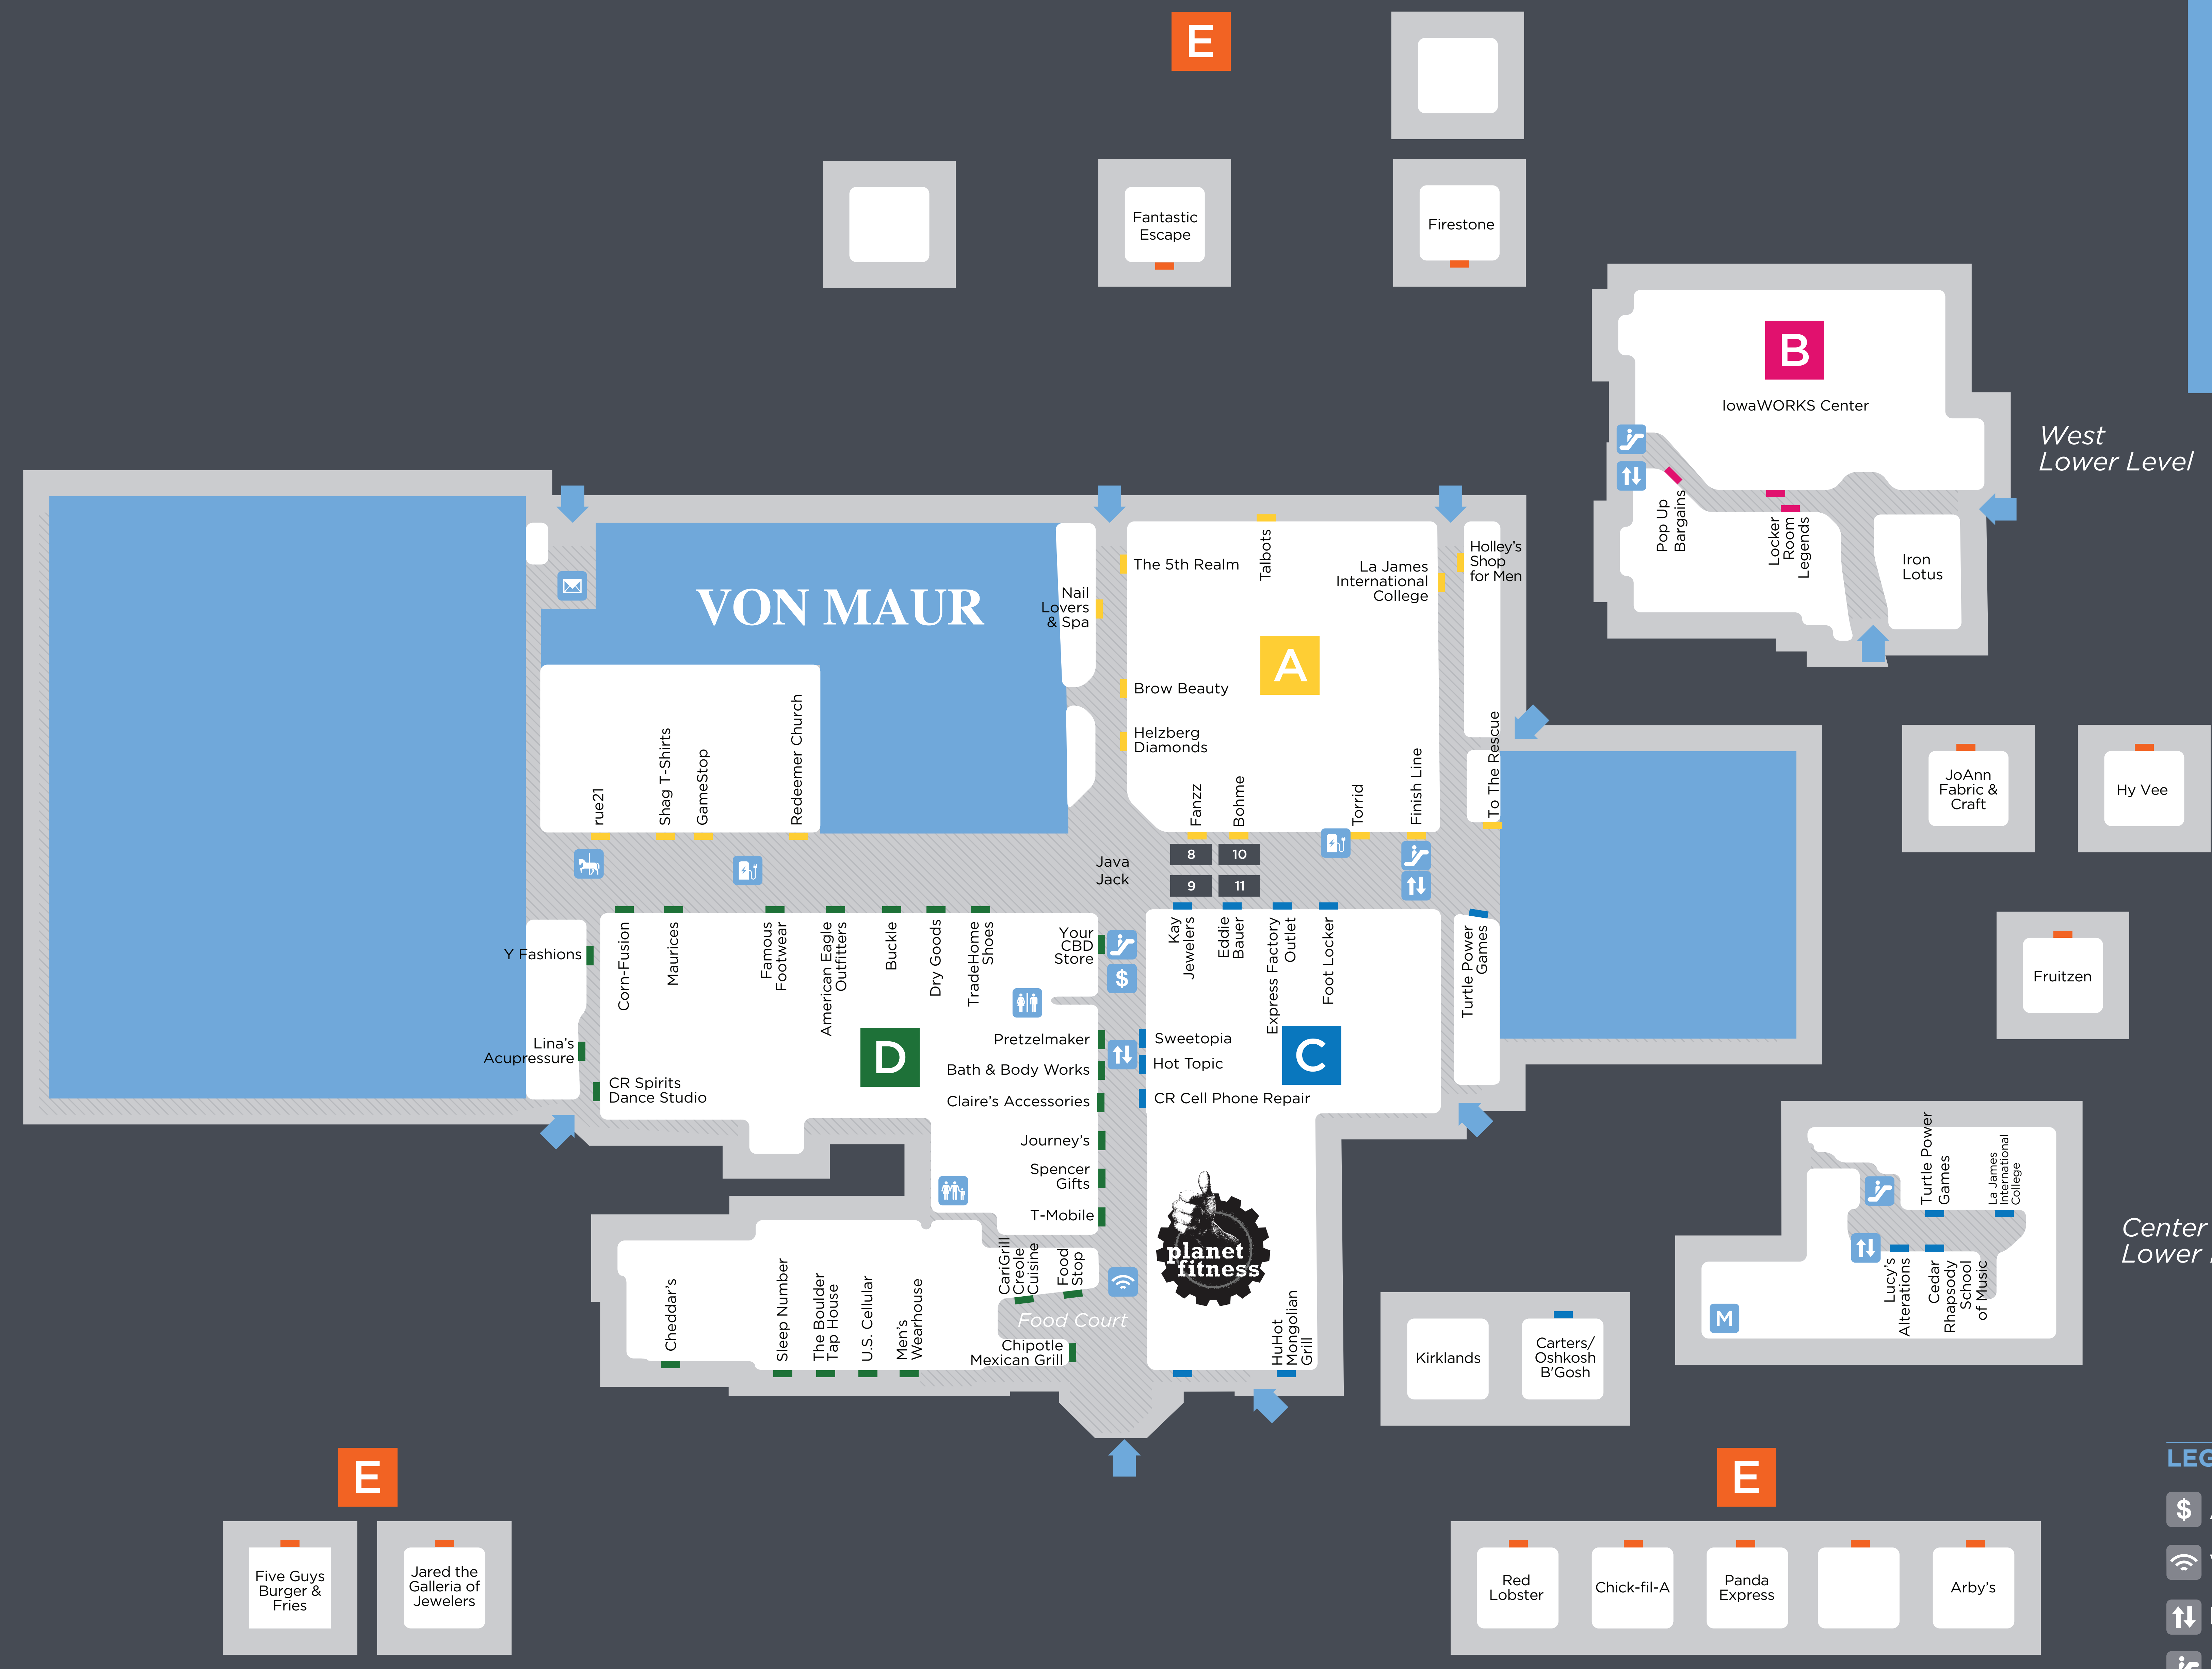 E
Fantastic
Escape
Firestone
B
IowaWORKS Center
West
Lower Level
Pop Up
Bargains
Locker
Room
Legends
Iron
Lotus
VON MAUR
Nail
Lovers
& Spa
The 5th Realm
Talbots
La James
International
College
Holley's
Shop
for Men
A
Brow Beauty
Helzberg
Diamonds
rue21
Shag T-Shirts
GameStop
Redeemer Church
Fanzz
Bohme
Torrid
Finish Line
To The Rescue
JoAnn
Fabric &
Craft
Hy Vee
Java
Jack
8
10
9
11
Y Fashions
Corn-Fusion
Maurices
Famous
Footwear
American Eagle
Outfitters
Buckle
Dry Goods
TradeHome
Shoes
Your
CBD
Store
$
Kay
Jewelers
Eddie
Bauer
Express Factory
Outlet
Foot Locker
Turtle Power
Games
Fruitzen
Lina's
Acupressure
CR Spirits
Dance Studio
D
Pretzelmaker
Bath & Body Works
Claire's Accessories
Journey's
Spencer
Gifts
T-Mobile
Sweetopia
Hot Topic
CR Cell Phone Repair
C
planet
fitness
Turtle Power
Games
La James
International
College
Center
Lower
Lucy's
Alterations
Cedar
Rhapsody
School
of Music
M
Cheddar's
Sleep Number
The Boulder
Tap House
U.S. Cellular
Men's
Wearhouse
CariGrill
Creole
Cuisine
Food
Stop
Food Court
Chipotle
Mexican Grill
HuHot
Mongolian
Grill
Kirklands
Carters/
Oshkosh
B'Gosh
E
E
LEG
$
Five Guys
Burger &
Fries
Jared the
Galleria of
Jewelers
Red
Lobster
Chick-fil-A
Panda
Express
Arby's